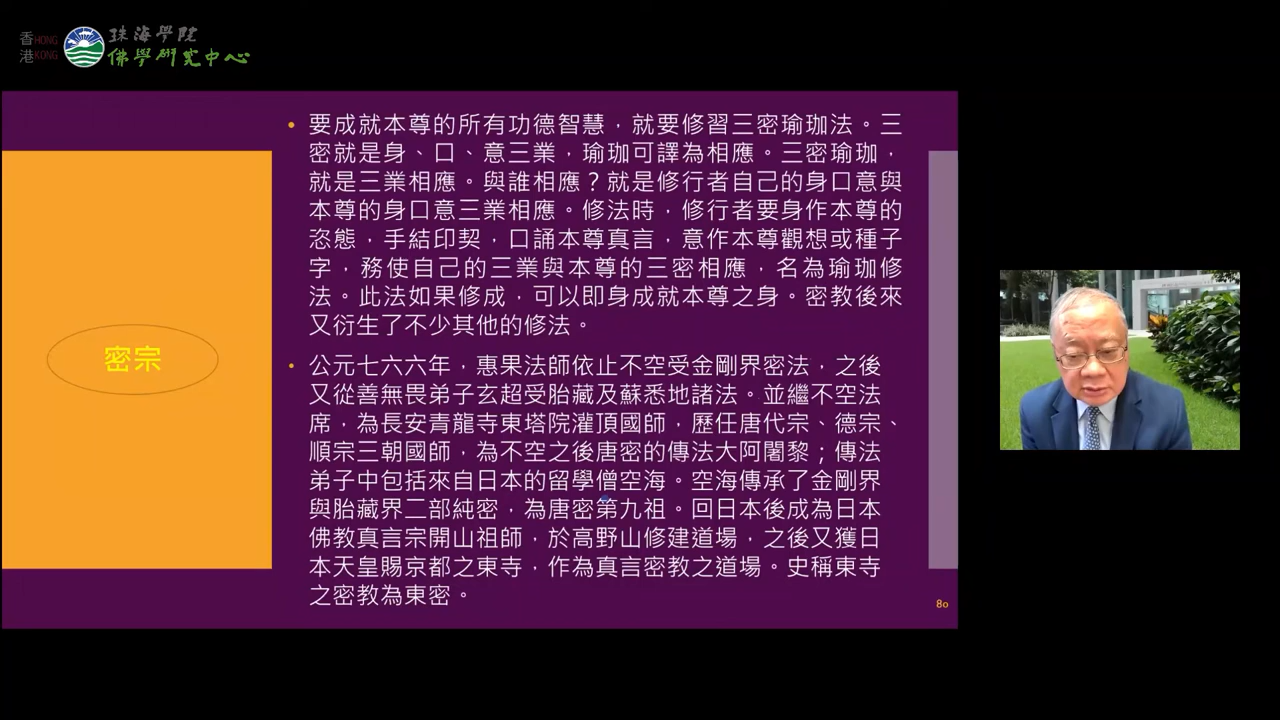 香港
HONG
KONG
珠海學院
佛學研究中心
密宗
• 要成就本尊的所有功德智慧，就要修習三密瑜珈法。三
密就是身、口、意三業，瑜珈可譯為相應。三密瑜珈，
就是三業相應。與誰相應？就是修行者自己的身口意與
本尊的身口意三業相應。修法時，修行者要身作本尊的
恣態，手結印契，口誦本尊真言，意作本尊觀想或種子
字，務使自己的三業與本尊的三密相應，名為瑜珈修
法。此法如果修成，可以即身成就本尊之身。密教後來
又衍生了不少其他的修法。
• 公元七六六年，惠果法師依止不空受金剛界密法，之後
又從善無畏弟子玄超受胎藏及蘇悉地諸法。並繼不空法
席，為長安青龍寺東塔院灌頂國師，歷任唐代宗、德宗、
順宗三朝國師，為不空之後唐密的傳法大阿闍黎；傳法
弟子中包括來自日本的留學僧空海。空海傳承了金剛界
與胎藏界二部純密，為唐密第九祖。回日本後成為日本
佛教真言宗開山祖師，於高野山修建道場，之後又獲日
本天皇賜京都之東寺，作為真言密教之道場。史稱東寺
之密教為東密。
80